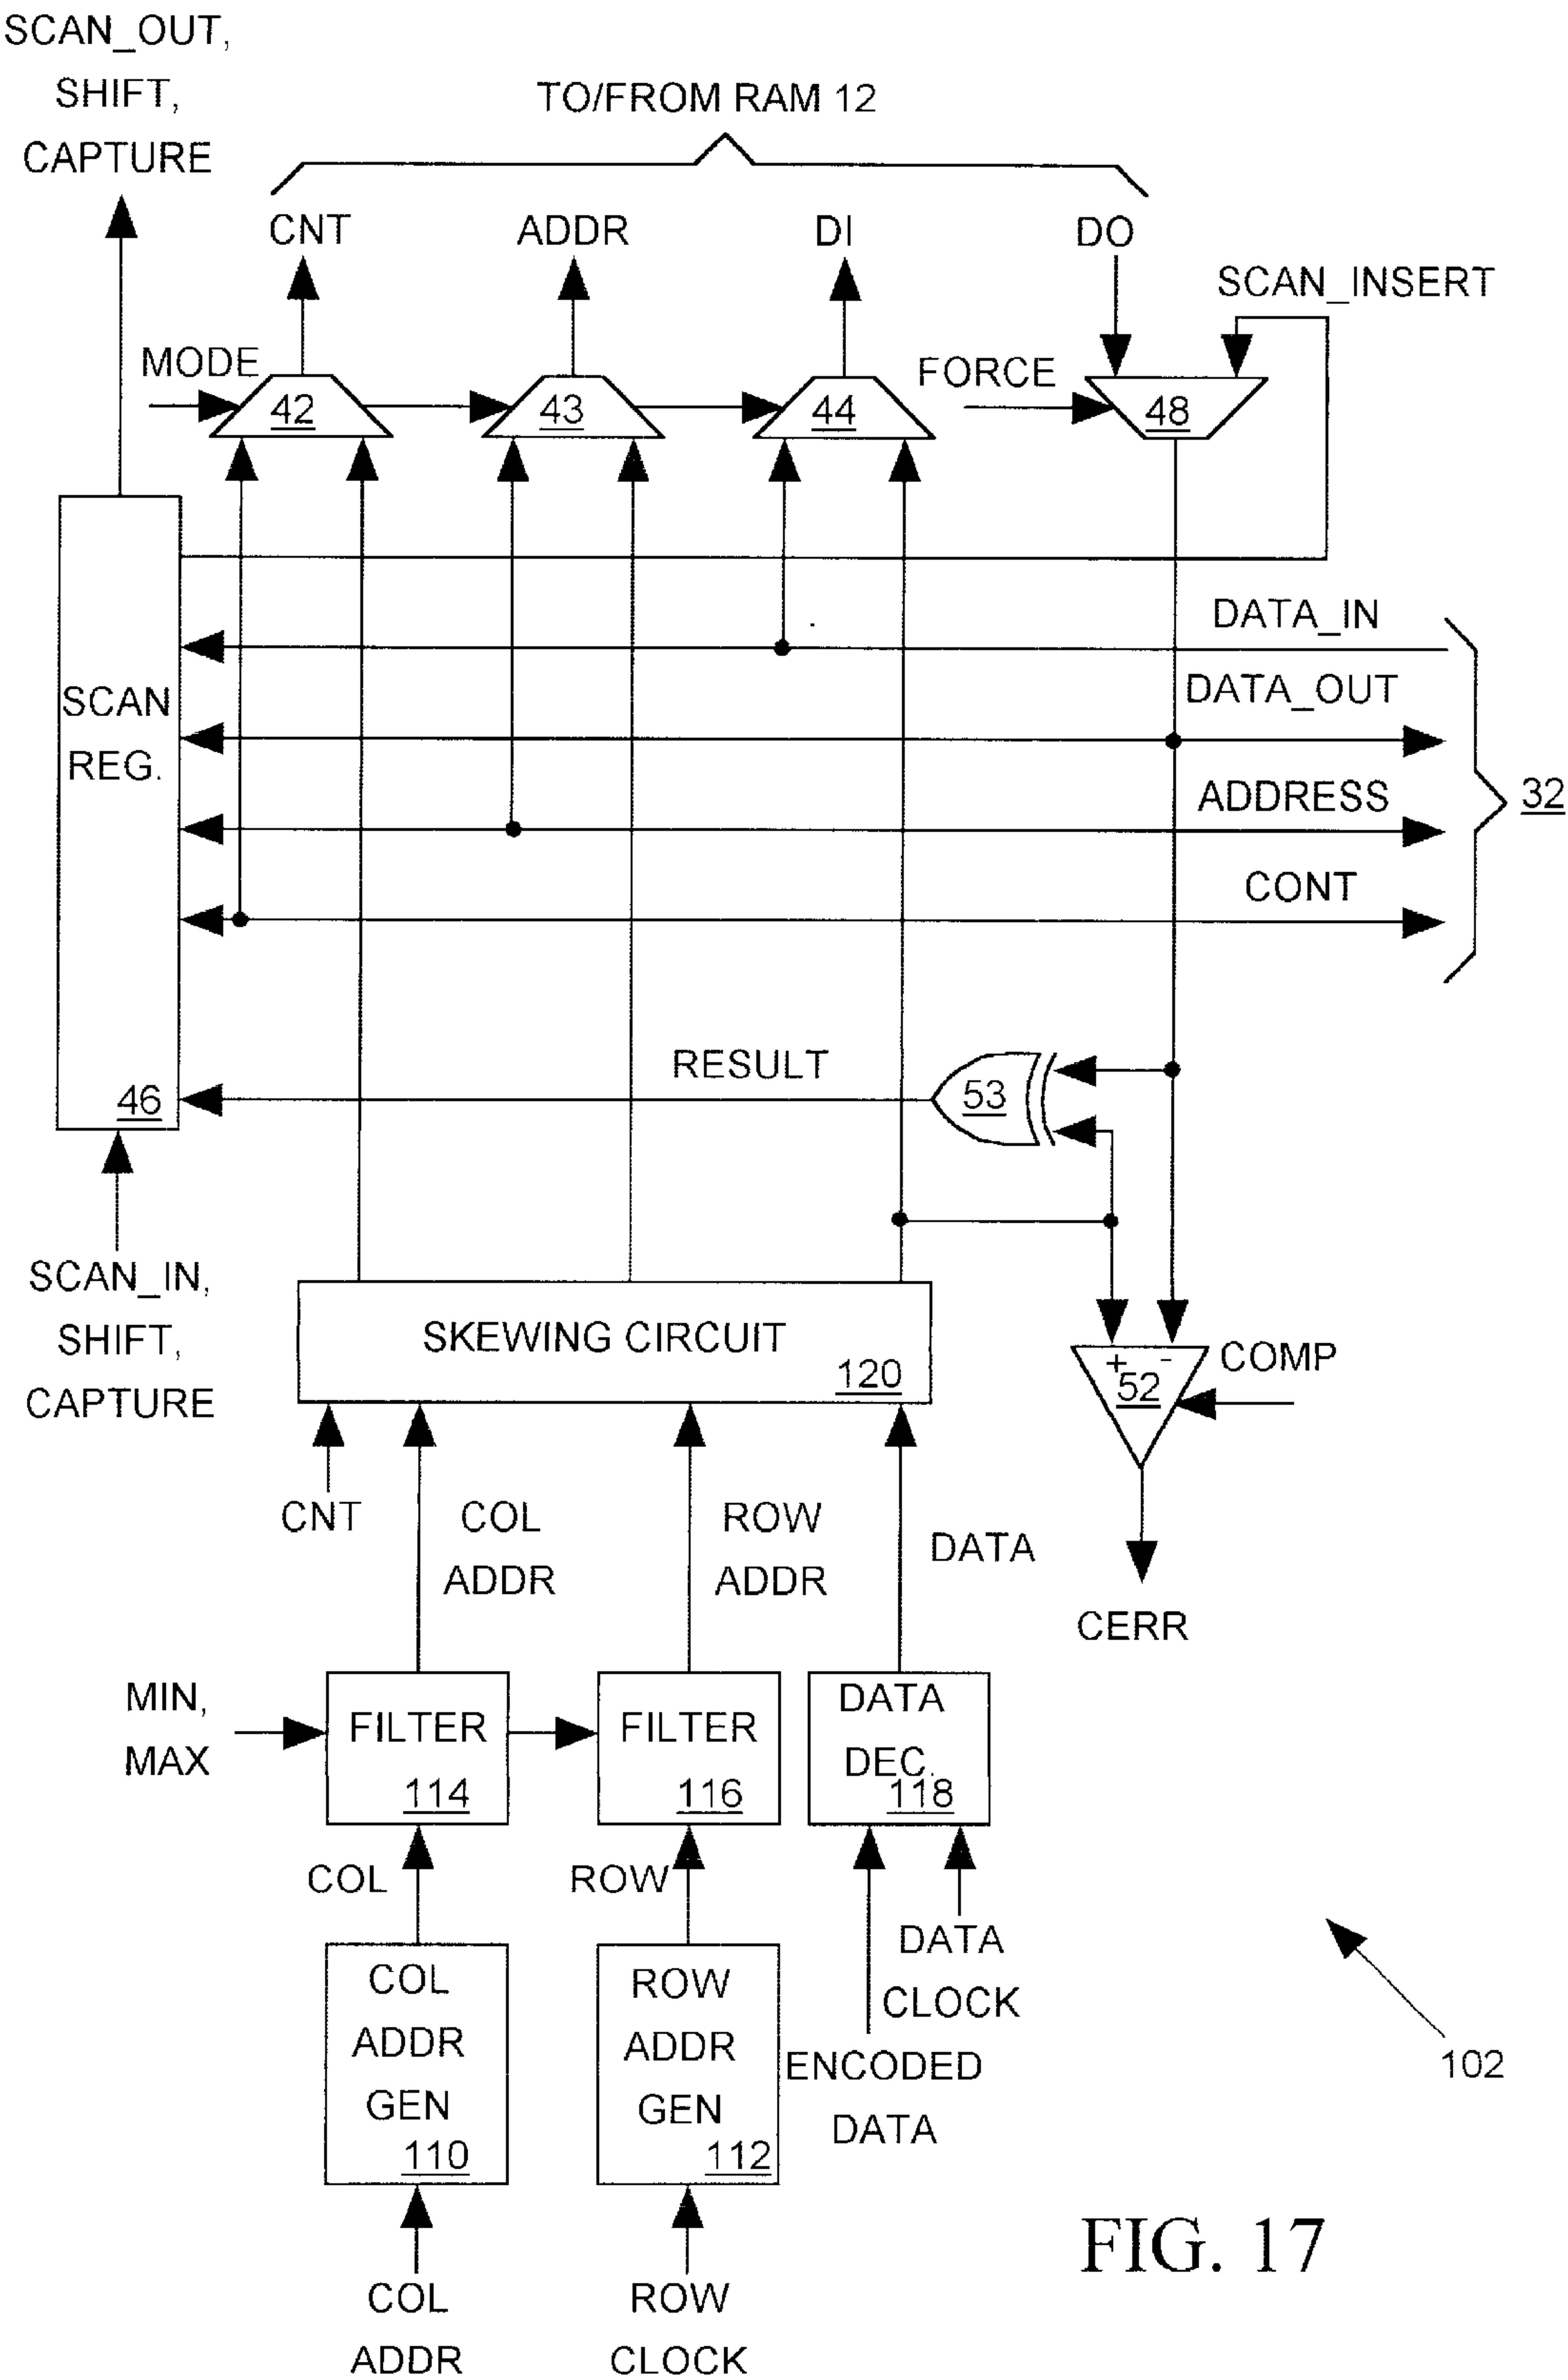 SCAN_OUT,
SHIFT,
CAPTURE
TO/FROM RAM 12
CNT
ADDR
DI
DO
SCAN_INSERT
MODE
FORCE
42
43
44
48
DATA_IN
SCAN
REG.
DATA_OUT
ADDRESS
32
CONT
RESULT
46
53
SCAN_IN,
SHIFT,
CAPTURE
SKEWING CIRCUIT
120
+ -
52
COMP
CNT
COL
ADDR
ROW
ADDR
DATA
CERR
MIN,
MAX
FILTER
114
FILTER
116
DATA
DEC.
118
COL
ROW
DATA
CLOCK
COL
ADDR
GEN
110
ROW
ADDR
GEN
112
ENCODED
DATA
102
COL
ADDR
ROW
CLOCK
FIG. 17